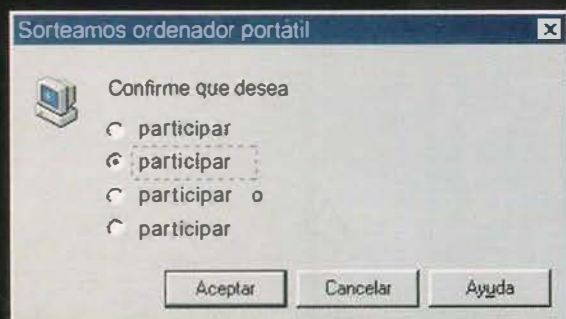 Sorteamos ordenador portátil
Confirme que desea
participar
participar
participar o
participar
Aceptar Cancelar Ayuda